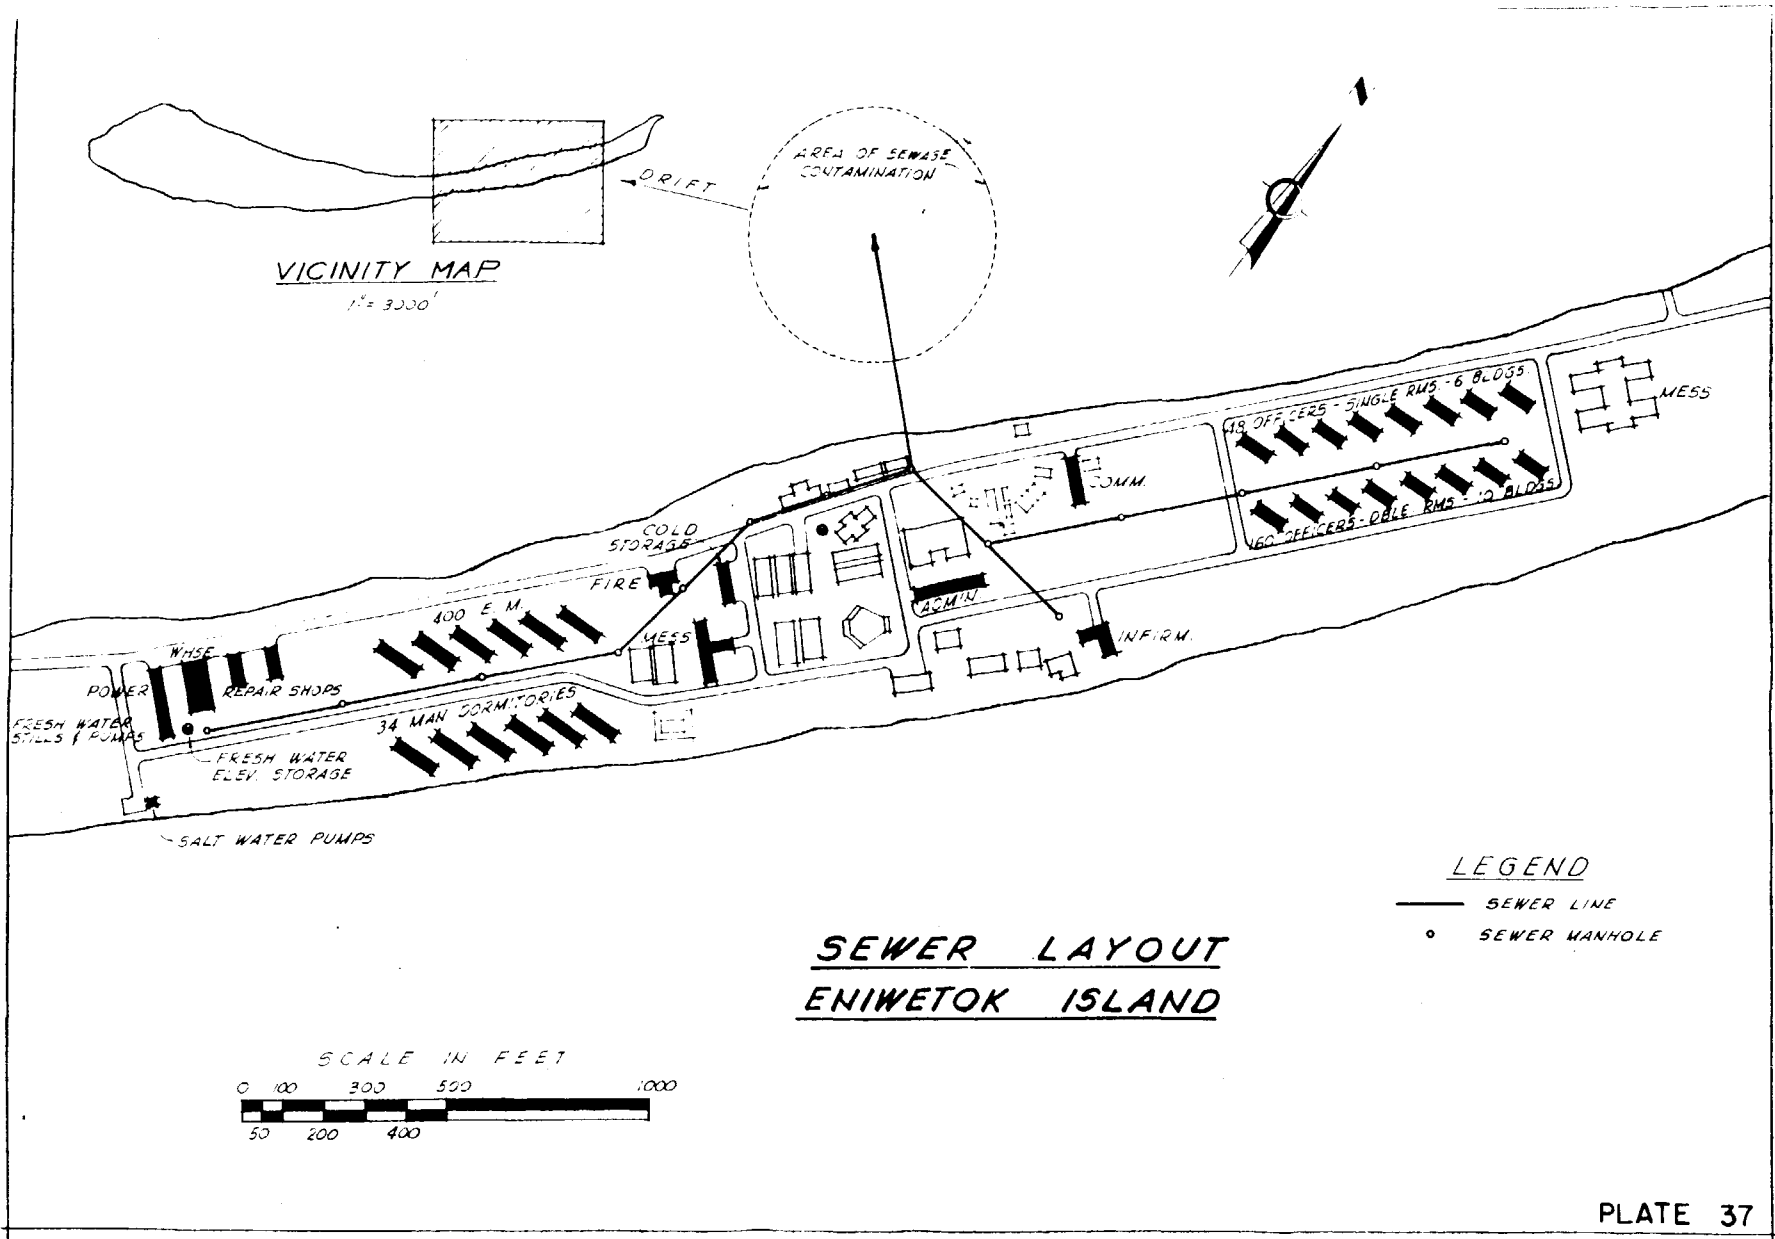 AREA OF SEWAGE
CONTAMINATION
DRIFT
VICINITY MAP
1" = 3000'
N
48 OFFICERS - SINGLE RMS. - 6 BLDGS.
MESS
COMM.
160 OFFICERS - DBLE RMS - 10 BLDGS.
COLD
STORAGE
FIRE
400 E. M.
ADMIN.
MESS
INFIRM.
WHSE
POWER
REPAIR SHOPS
34 MAN DORMITORIES
FRESH WATER
STILLS & PUMPS
FRESH WATER
ELEV. STORAGE
SALT WATER PUMPS
LEGEND
SEWER LINE
SEWER MANHOLE
SEWER LAYOUT
ENIWETOK ISLAND
SCALE IN FEET
0 100 300 500 1000
50 200 400
PLATE 37